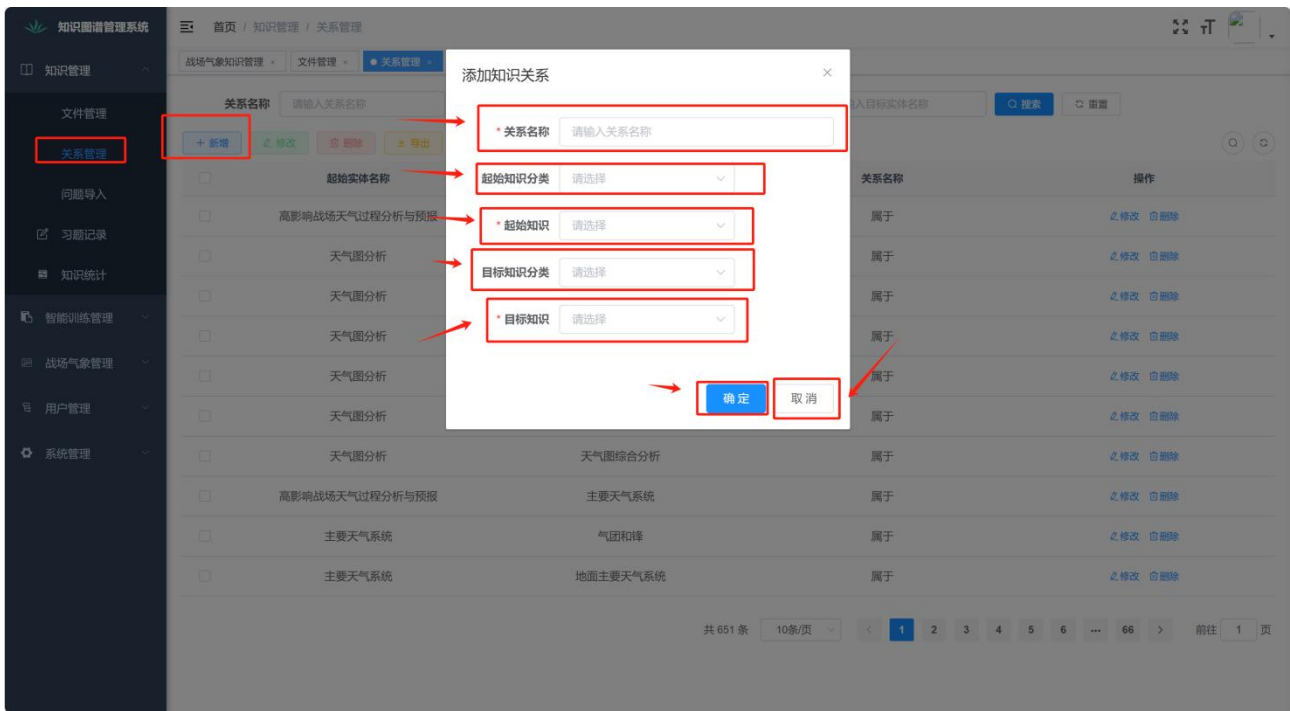 知识图谱管理系统
首页 / 知识管理 / 关系管理
知识管理
文件管理
关系管理
问题导入
习题记录
知识统计
智能训练管理
战场气象管理
用户管理
系统管理
战场气象知识管理 ×
文件管理 ×
关系管理 ×
关系名称 请输入关系名称
入目标实体名称
搜索
重置
+ 新增
修改
删除
导出
起始实体名称 关系名称 操作
高影响战场天气过程分析与预报 属于 修改 删除
天气图分析 属于 修改 删除
天气图分析 属于 修改 删除
天气图分析 属于 修改 删除
天气图分析 属于 修改 删除
天气图分析 属于 修改 删除
天气图分析 天气图综合分析 属于 修改 删除
高影响战场天气过程分析与预报 主要天气系统 属于 修改 删除
主要天气系统 气团和锋 属于 修改 删除
主要天气系统 地面主要天气系统 属于 修改 删除
共 651 条 10条/页 < 1 2 3 4 5 6 ··· 66 > 前往 1 页
添加知识关系 ×
* 关系名称 请输入关系名称
起始知识分类 请选择
* 起始知识 请选择
目标知识分类 请选择
* 目标知识 请选择
确定 取消